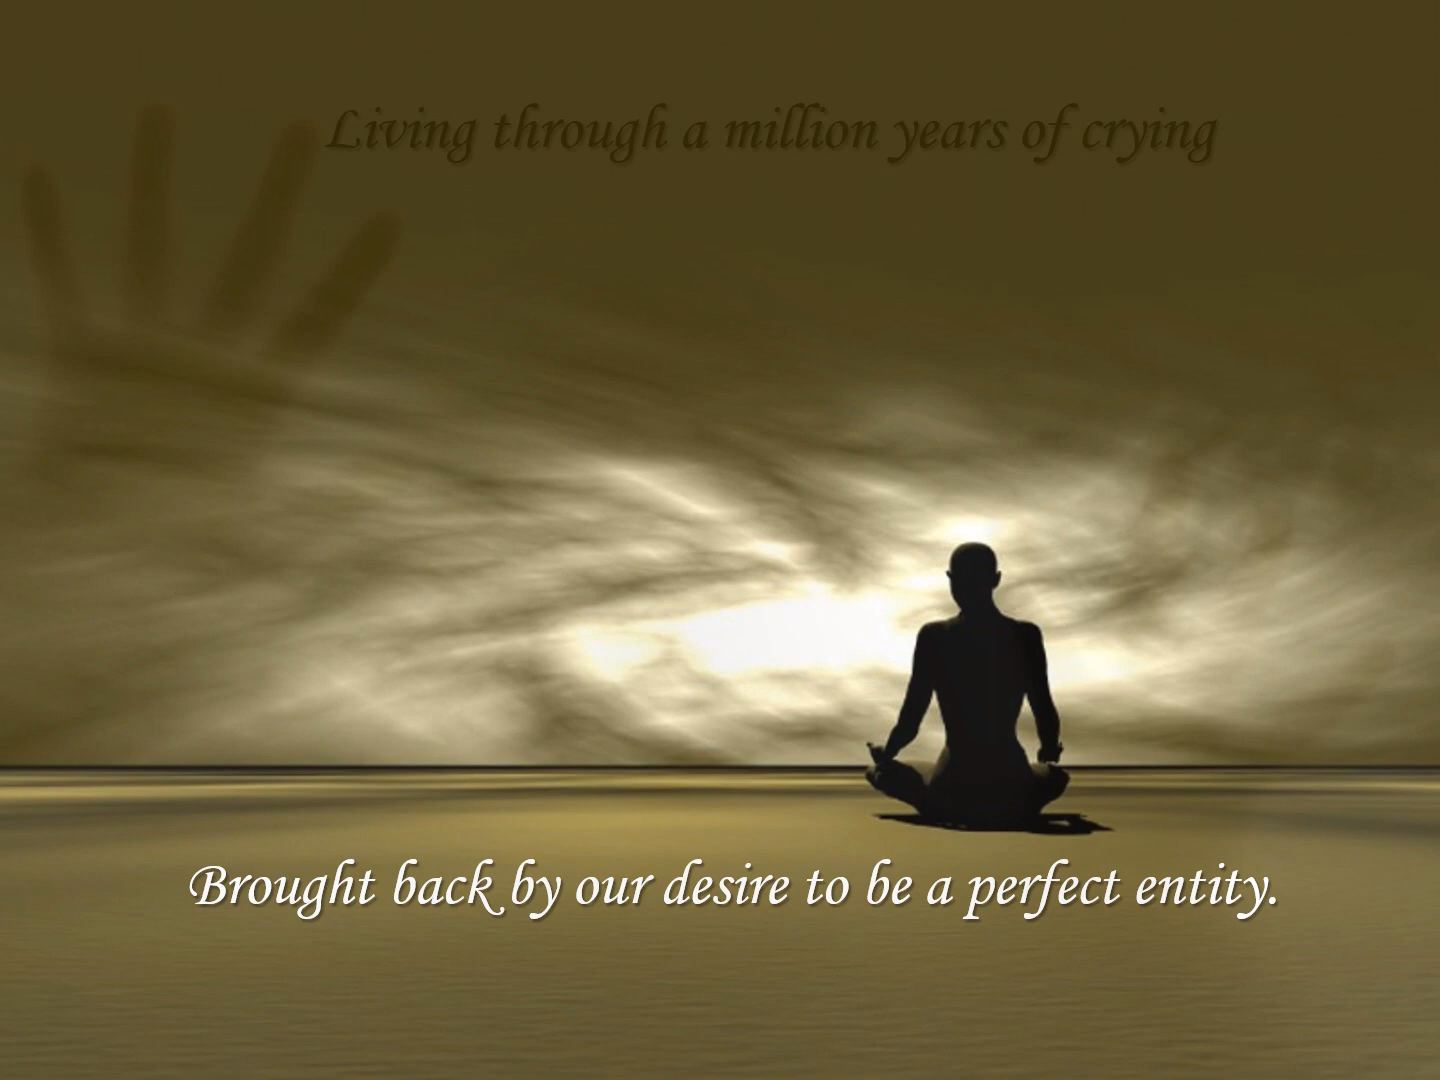 Living through a million years of crying
Brought back by our desire to be a perfect entity.